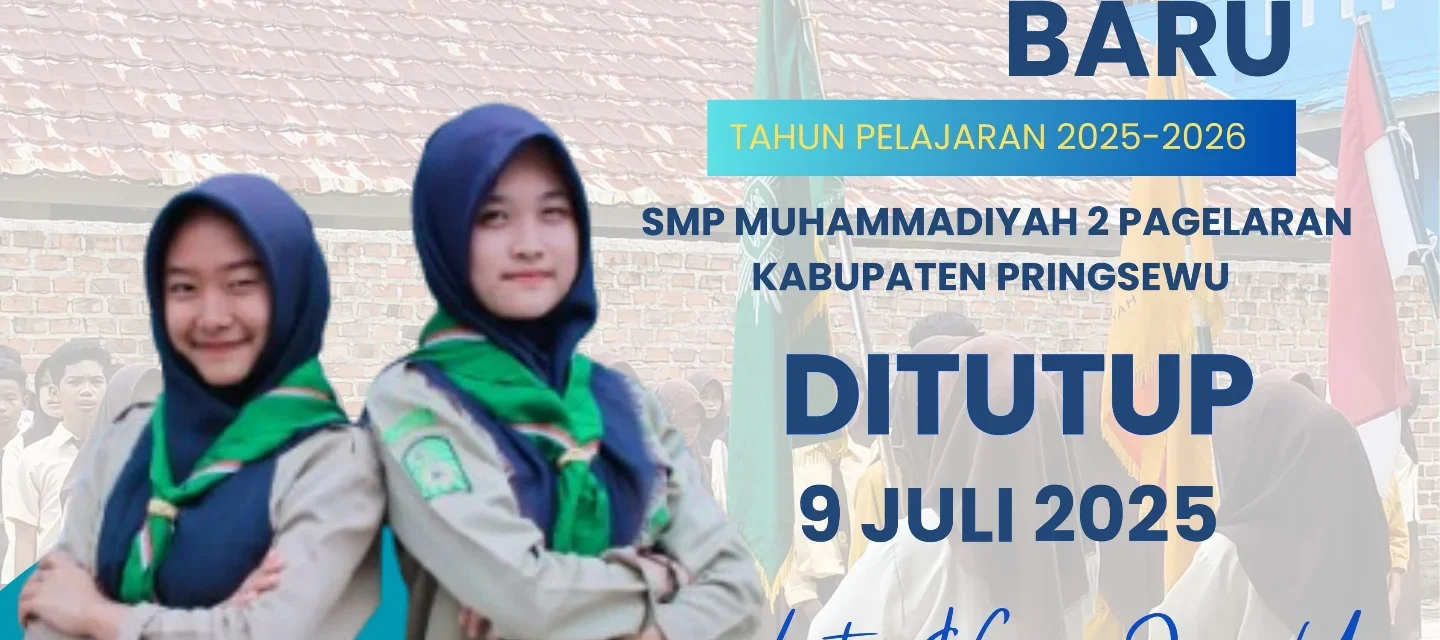 BARU
TAHUN PELAJARAN 2025-2026
SMP MUHAMMADIYAH 2 PAGELARAN
KABUPATEN PRINGSEWU
DITUTUP
9 JULI 2025